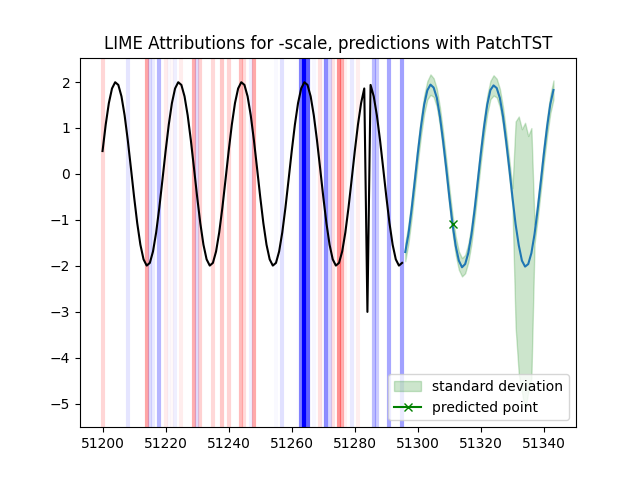 LIME Attributions for -scale, predictions with PatchTST
2
1
0
−1
−2
−3
−4
−5
standard deviation
predicted point
51200 51220 51240 51260 51280 51300 51320 51340